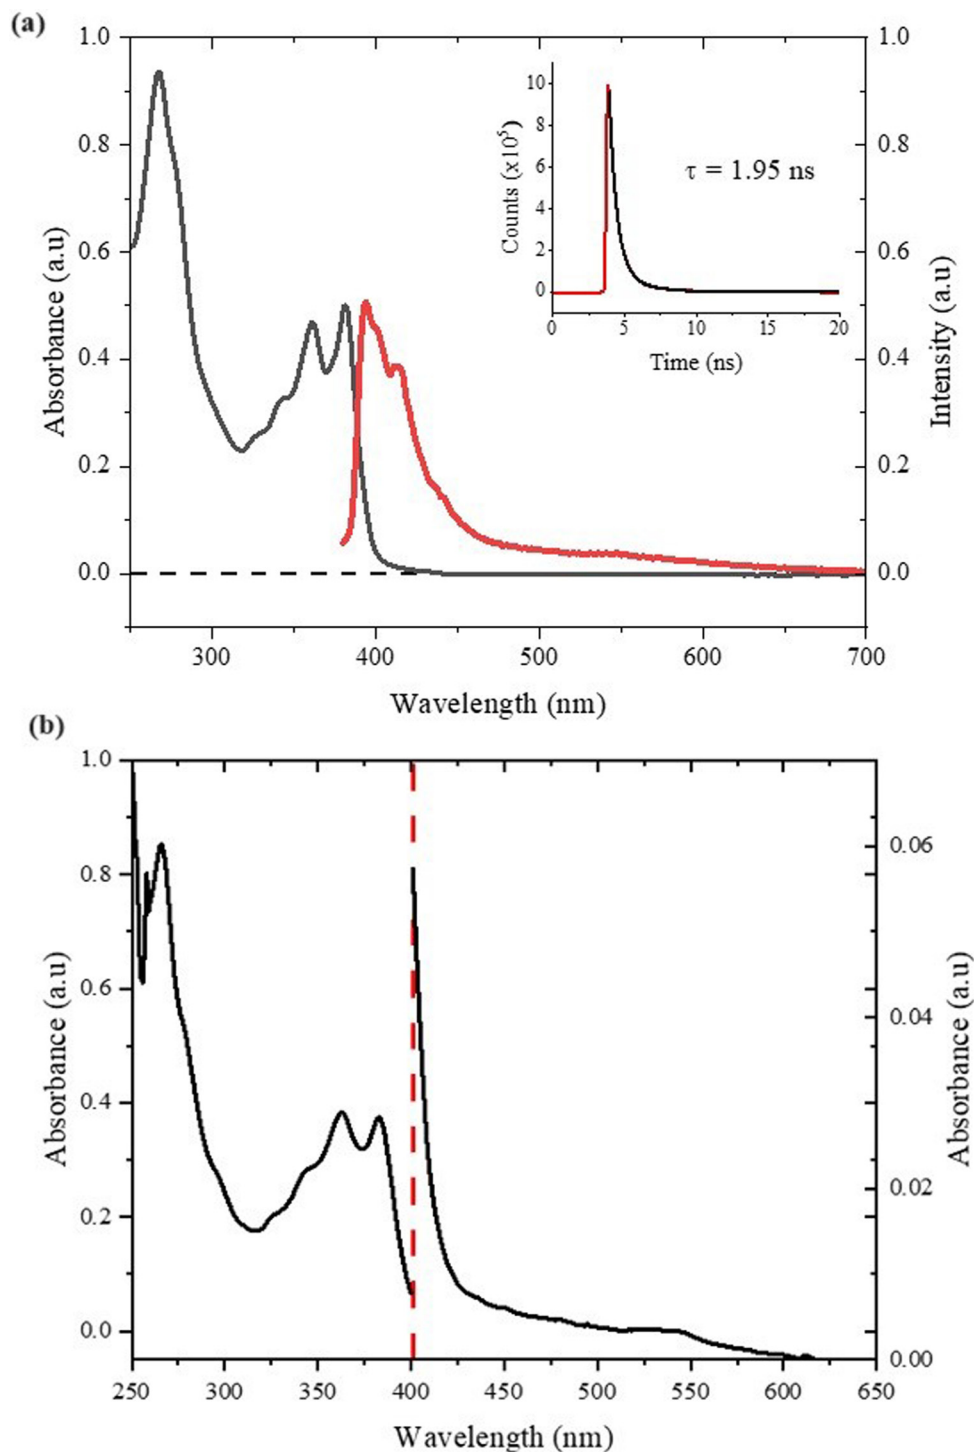 (a)
1.0
0.8
0.6
0.4
0.2
0.0
Absorbance (a.u)
1.0
0.8
0.6
0.4
0.2
0.0
Intensity (a.u)
10
8
6
4
2
0
Counts (x10⁵)
τ = 1.95 ns
0 5 10 15 20
Time (ns)
300 400 500 600 700
Wavelength (nm)
(b)
1.0
0.8
0.6
0.4
0.2
0.0
Absorbance (a.u)
0.06
0.04
0.02
0.00
Absorbance (a.u)
250 300 350 400 450 500 550 600 650
Wavelength (nm)